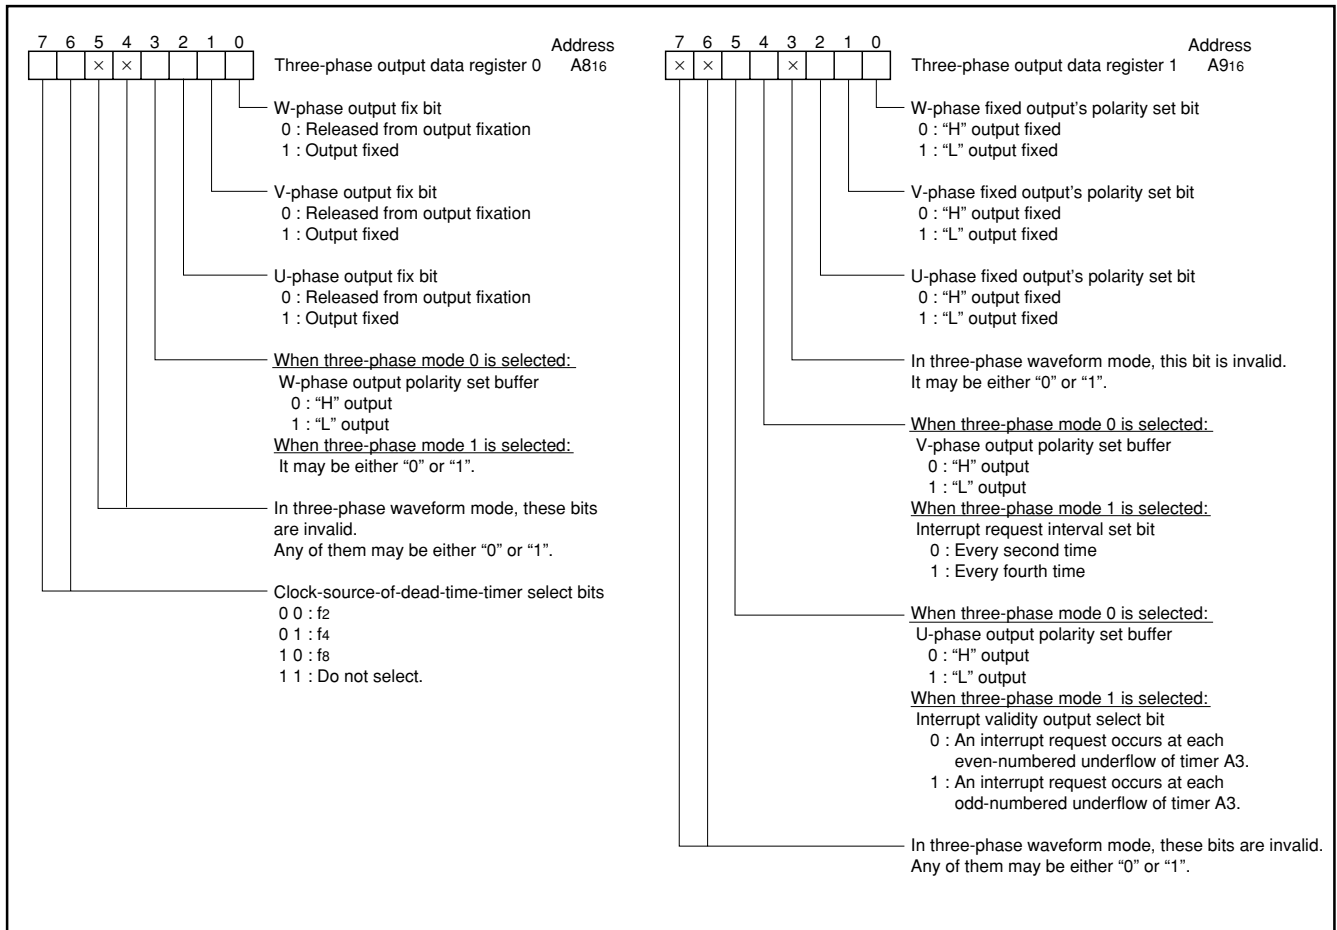 7 6 5 4 3 2 1 0
Address
× ×
Three-phase output data register 0 A816
W-phase output fix bit
0 : Released from output fixation
1 : Output fixed
V-phase output fix bit
0 : Released from output fixation
1 : Output fixed
U-phase output fix bit
0 : Released from output fixation
1 : Output fixed
When three-phase mode 0 is selected:
W-phase output polarity set buffer
0 : “H” output
1 : “L” output
When three-phase mode 1 is selected:
It may be either “0” or “1”.
In three-phase waveform mode, these bits
are invalid.
Any of them may be either “0” or “1”.
Clock-source-of-dead-time-timer select bits
0 0 : f2
0 1 : f4
1 0 : f8
1 1 : Do not select.
7 6 5 4 3 2 1 0
Address
× × ×
Three-phase output data register 1 A916
W-phase fixed output’s polarity set bit
0 : “H” output fixed
1 : “L” output fixed
V-phase fixed output’s polarity set bit
0 : “H” output fixed
1 : “L” output fixed
U-phase fixed output’s polarity set bit
0 : “H” output fixed
1 : “L” output fixed
In three-phase waveform mode, this bit is invalid.
It may be either “0” or “1”.
When three-phase mode 0 is selected:
V-phase output polarity set buffer
0 : “H” output
1 : “L” output
When three-phase mode 1 is selected:
Interrupt request interval set bit
0 : Every second time
1 : Every fourth time
When three-phase mode 0 is selected:
U-phase output polarity set buffer
0 : “H” output
1 : “L” output
When three-phase mode 1 is selected:
Interrupt validity output select bit
0 : An interrupt request occurs at each
even-numbered underflow of timer A3.
1 : An interrupt request occurs at each
odd-numbered underflow of timer A3.
In three-phase waveform mode, these bits are invalid.
Any of them may be either “0” or “1”.